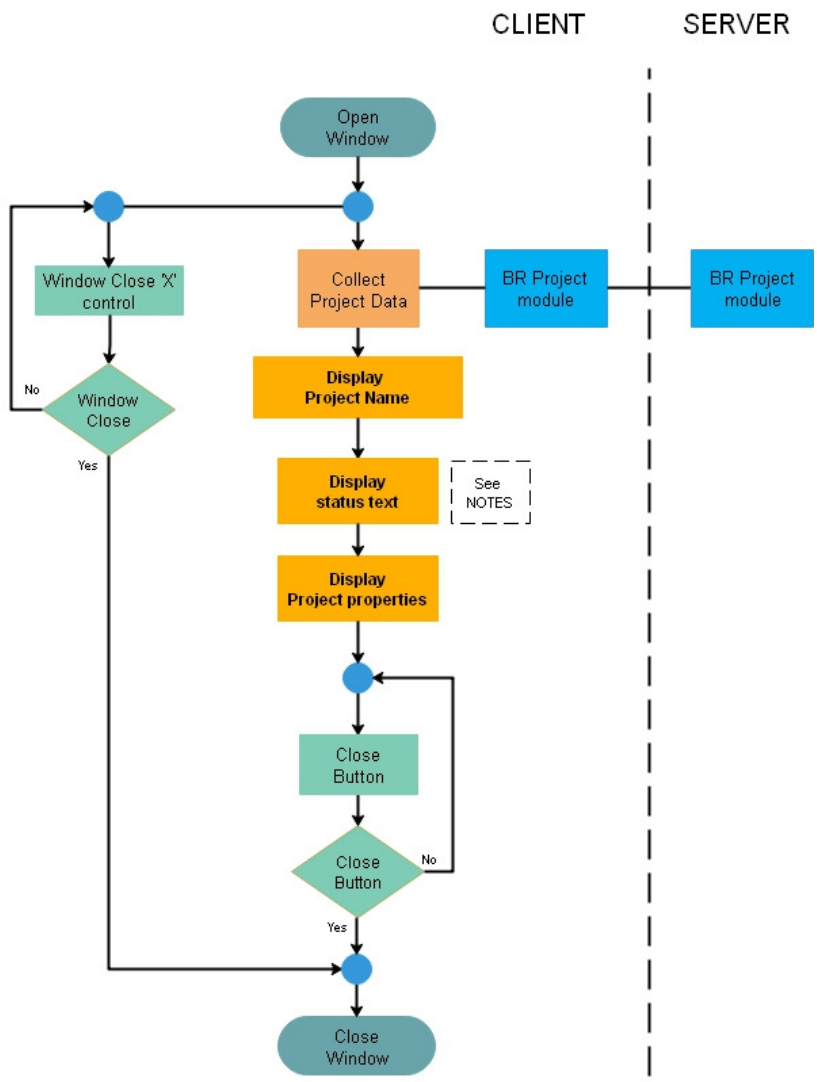 CLIENT
SERVER
Open
Window
Window Close 'X'
control
Collect
Project Data
BR Project
module
BR Project
module
Display
Project Name
No
Window
Close
Yes
Display
status text
See
NOTES
Display
Project properties
Close
Button
Close
Button
No
Yes
Close
Window